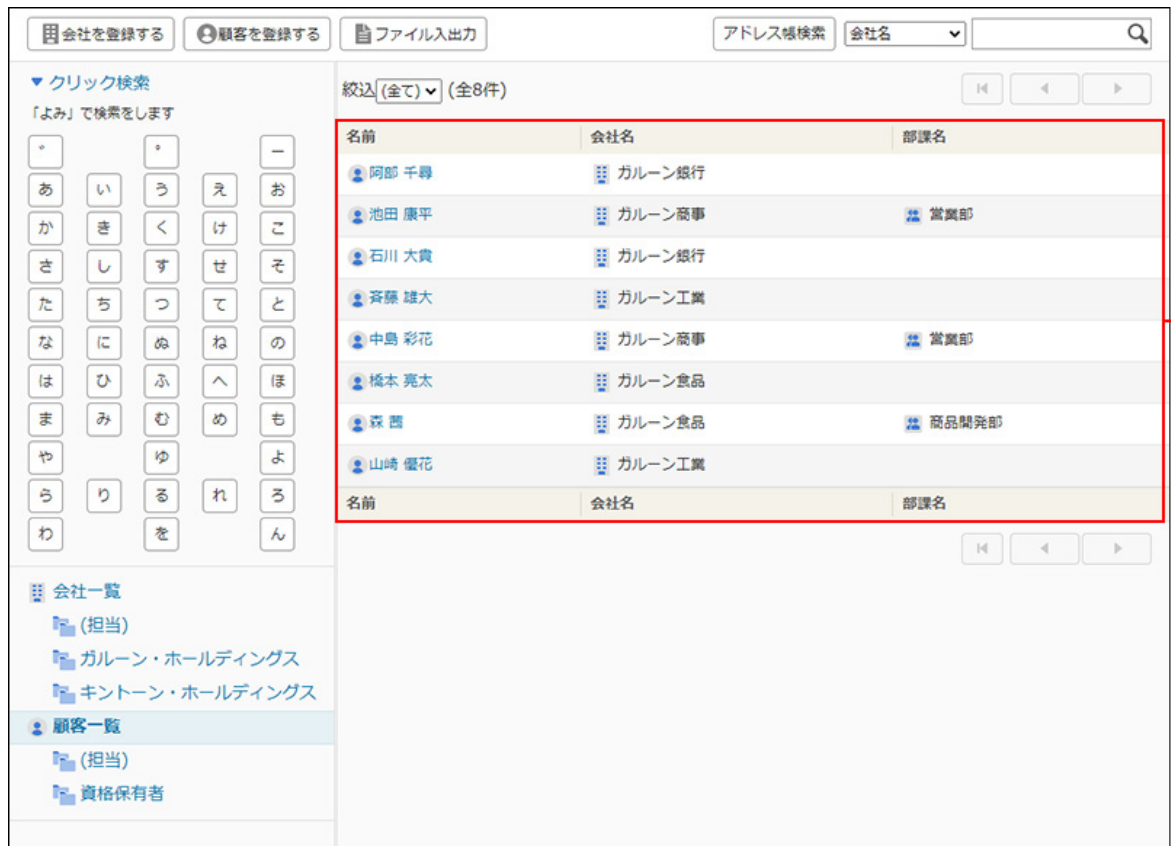 会社を登録する 顧客を登録する ファイル入出力 アドレス帳検索 会社名
クリック検索
「よみ」で検索をします
゛ ゜ ー
あ い う え お
か き く け こ
さ し す せ そ
た ち つ て と
な に ぬ ね の
は ひ ふ へ ほ
ま み む め も
や ゆ よ
ら り る れ ろ
わ を ん
会社一覧
(担当)
ガルーン・ホールディングス
キントーン・ホールディングス
顧客一覧
(担当)
資格保有者
絞込 (全て) (全8件)
名前 会社名 部課名
阿部 千尋 ガルーン銀行
池田 康平 ガルーン商事 営業部
石川 大貴 ガルーン銀行
斉藤 雄大 ガルーン工業
中島 彩花 ガルーン商事 営業部
橋本 亮太 ガルーン食品
森 茜 ガルーン食品 商品開発部
山崎 優花 ガルーン工業
名前 会社名 部課名